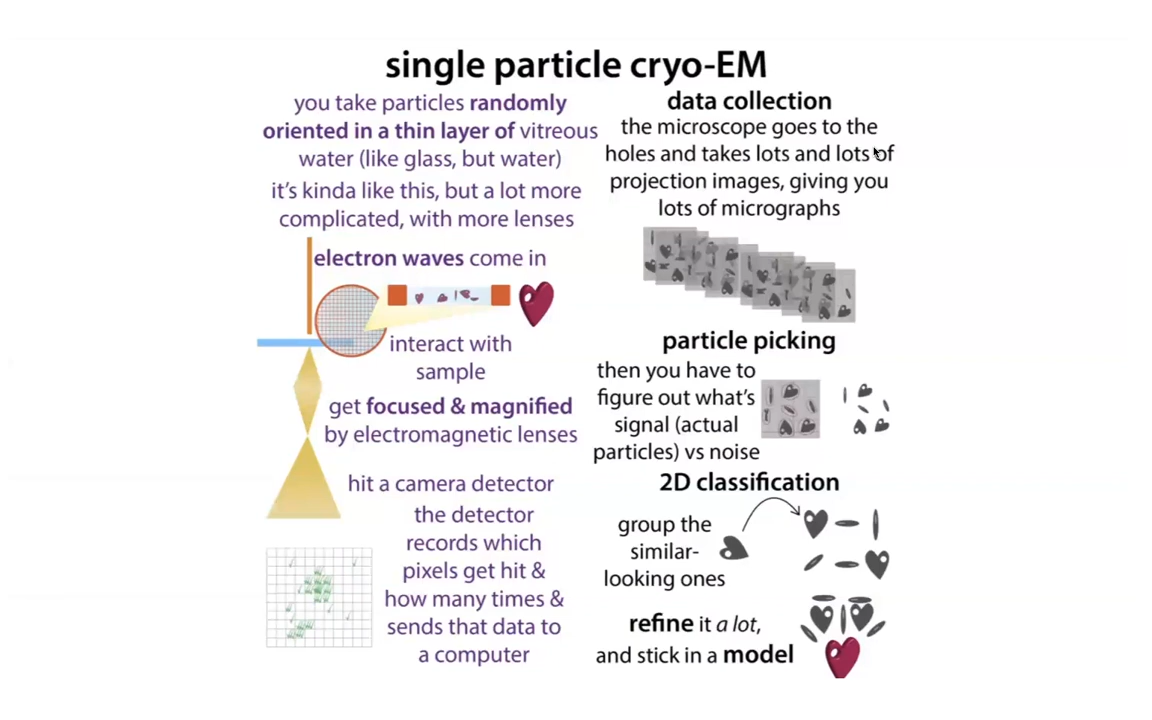 single particle cryo-EM
you take particles randomly
oriented in a thin layer of vitreous
water (like glass, but water)
it's kinda like this, but a lot more
complicated, with more lenses
electron waves come in
interact with
sample
get focused & magnified
by electromagnetic lenses
hit a camera detector
the detector
records which
pixels get hit &
how many times &
sends that data to
a computer
data collection
the microscope goes to the
holes and takes lots and lots of
projection images, giving you
lots of micrographs
particle picking
then you have to
figure out what's
signal (actual
particles) vs noise
2D classification
group the
similar-
looking ones
refine it a lot,
and stick in a model